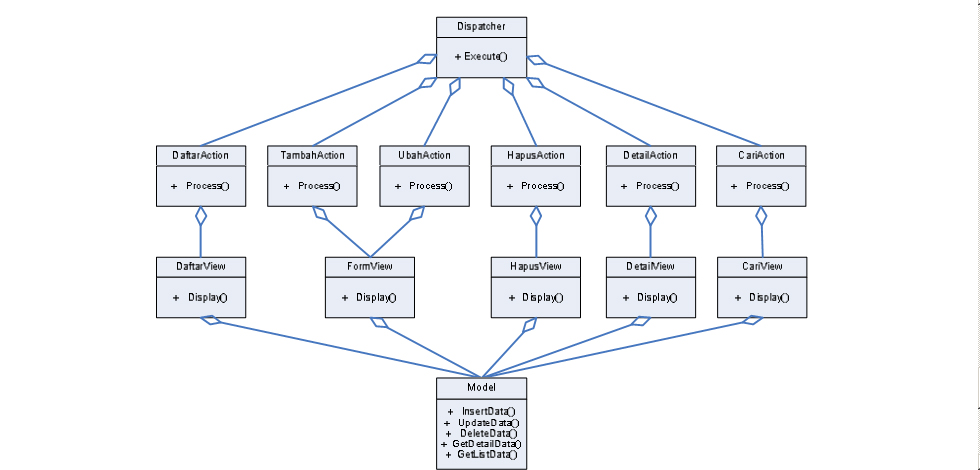 Dispatcher
+ Execute()
DaftarAction
TambahAction
UbahAction
HapusAction
DetailAction
CariAction
+ Process()
+ Process()
+ Process()
+ Process()
+ Process()
+ Process()
DaftarView
FormView
HapusView
DetailView
CariView
+ Display()
+ Display()
+ Display()
+ Display()
+ Display()
Model
+ InsertData()
+ UpdateData()
+ DeleteData()
+ GetDetailData()
+ GetListData()